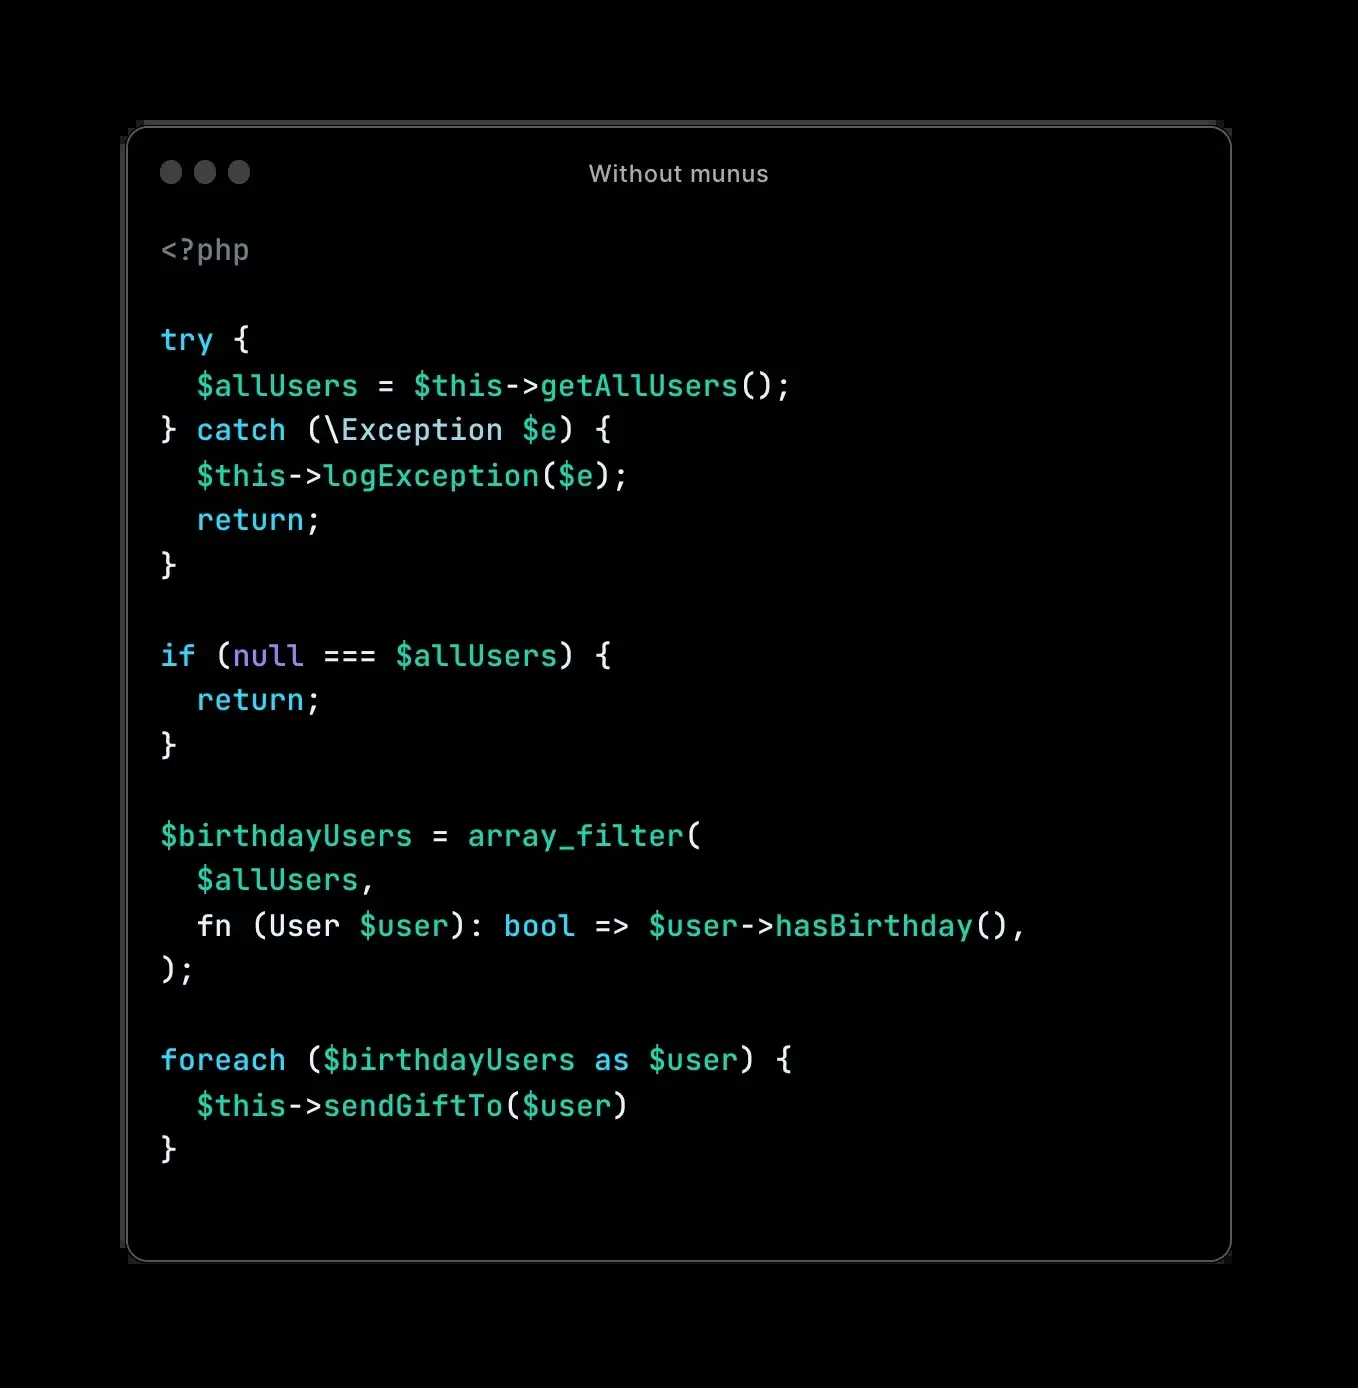 Without munus
<?php
try {
  $allUsers = $this->getAllUsers();
} catch (\Exception $e) {
  $this->logException($e);
  return;
}
if (null === $allUsers) {
  return;
}
$birthdayUsers = array_filter(
  $allUsers,
  fn (User $user): bool => $user->hasBirthday(),
);
foreach ($birthdayUsers as $user) {
  $this->sendGiftTo($user)
}